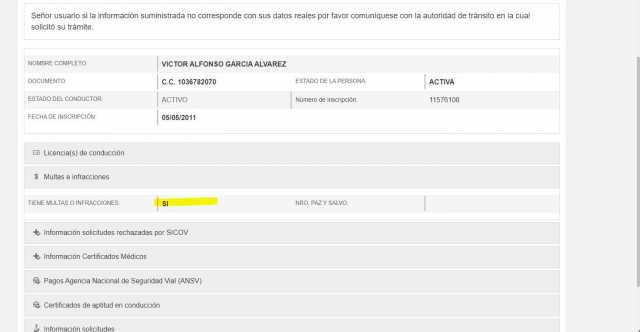 Señor usuario si la información suministrada no corresponde con sus datos reales por favor comuníquese con la autoridad de tránsito en la cual
solicitó su trámite.
NOMBRE COMPLETO: VICTOR ALFONSO GARCIA ALVAREZ
DOCUMENTO: C.C. 1036782070 ESTADO DE LA PERSONA: ACTIVA
ESTADO DEL CONDUCTOR: ACTIVO Número de inscripción: 11576108
FECHA DE INSCRIPCIÓN: 05/05/2011
Licencia(s) de conducción
Multas e infracciones
TIENE MULTAS O INFRACCIONES: SI NRO. PAZ Y SALVO:
Información solicitudes rechazadas por SICOV
Información Certificados Médicos
Pagos Agencia Nacional de Seguridad Vial (ANSV)
Certificados de aptitud en conducción
Información solicitudes